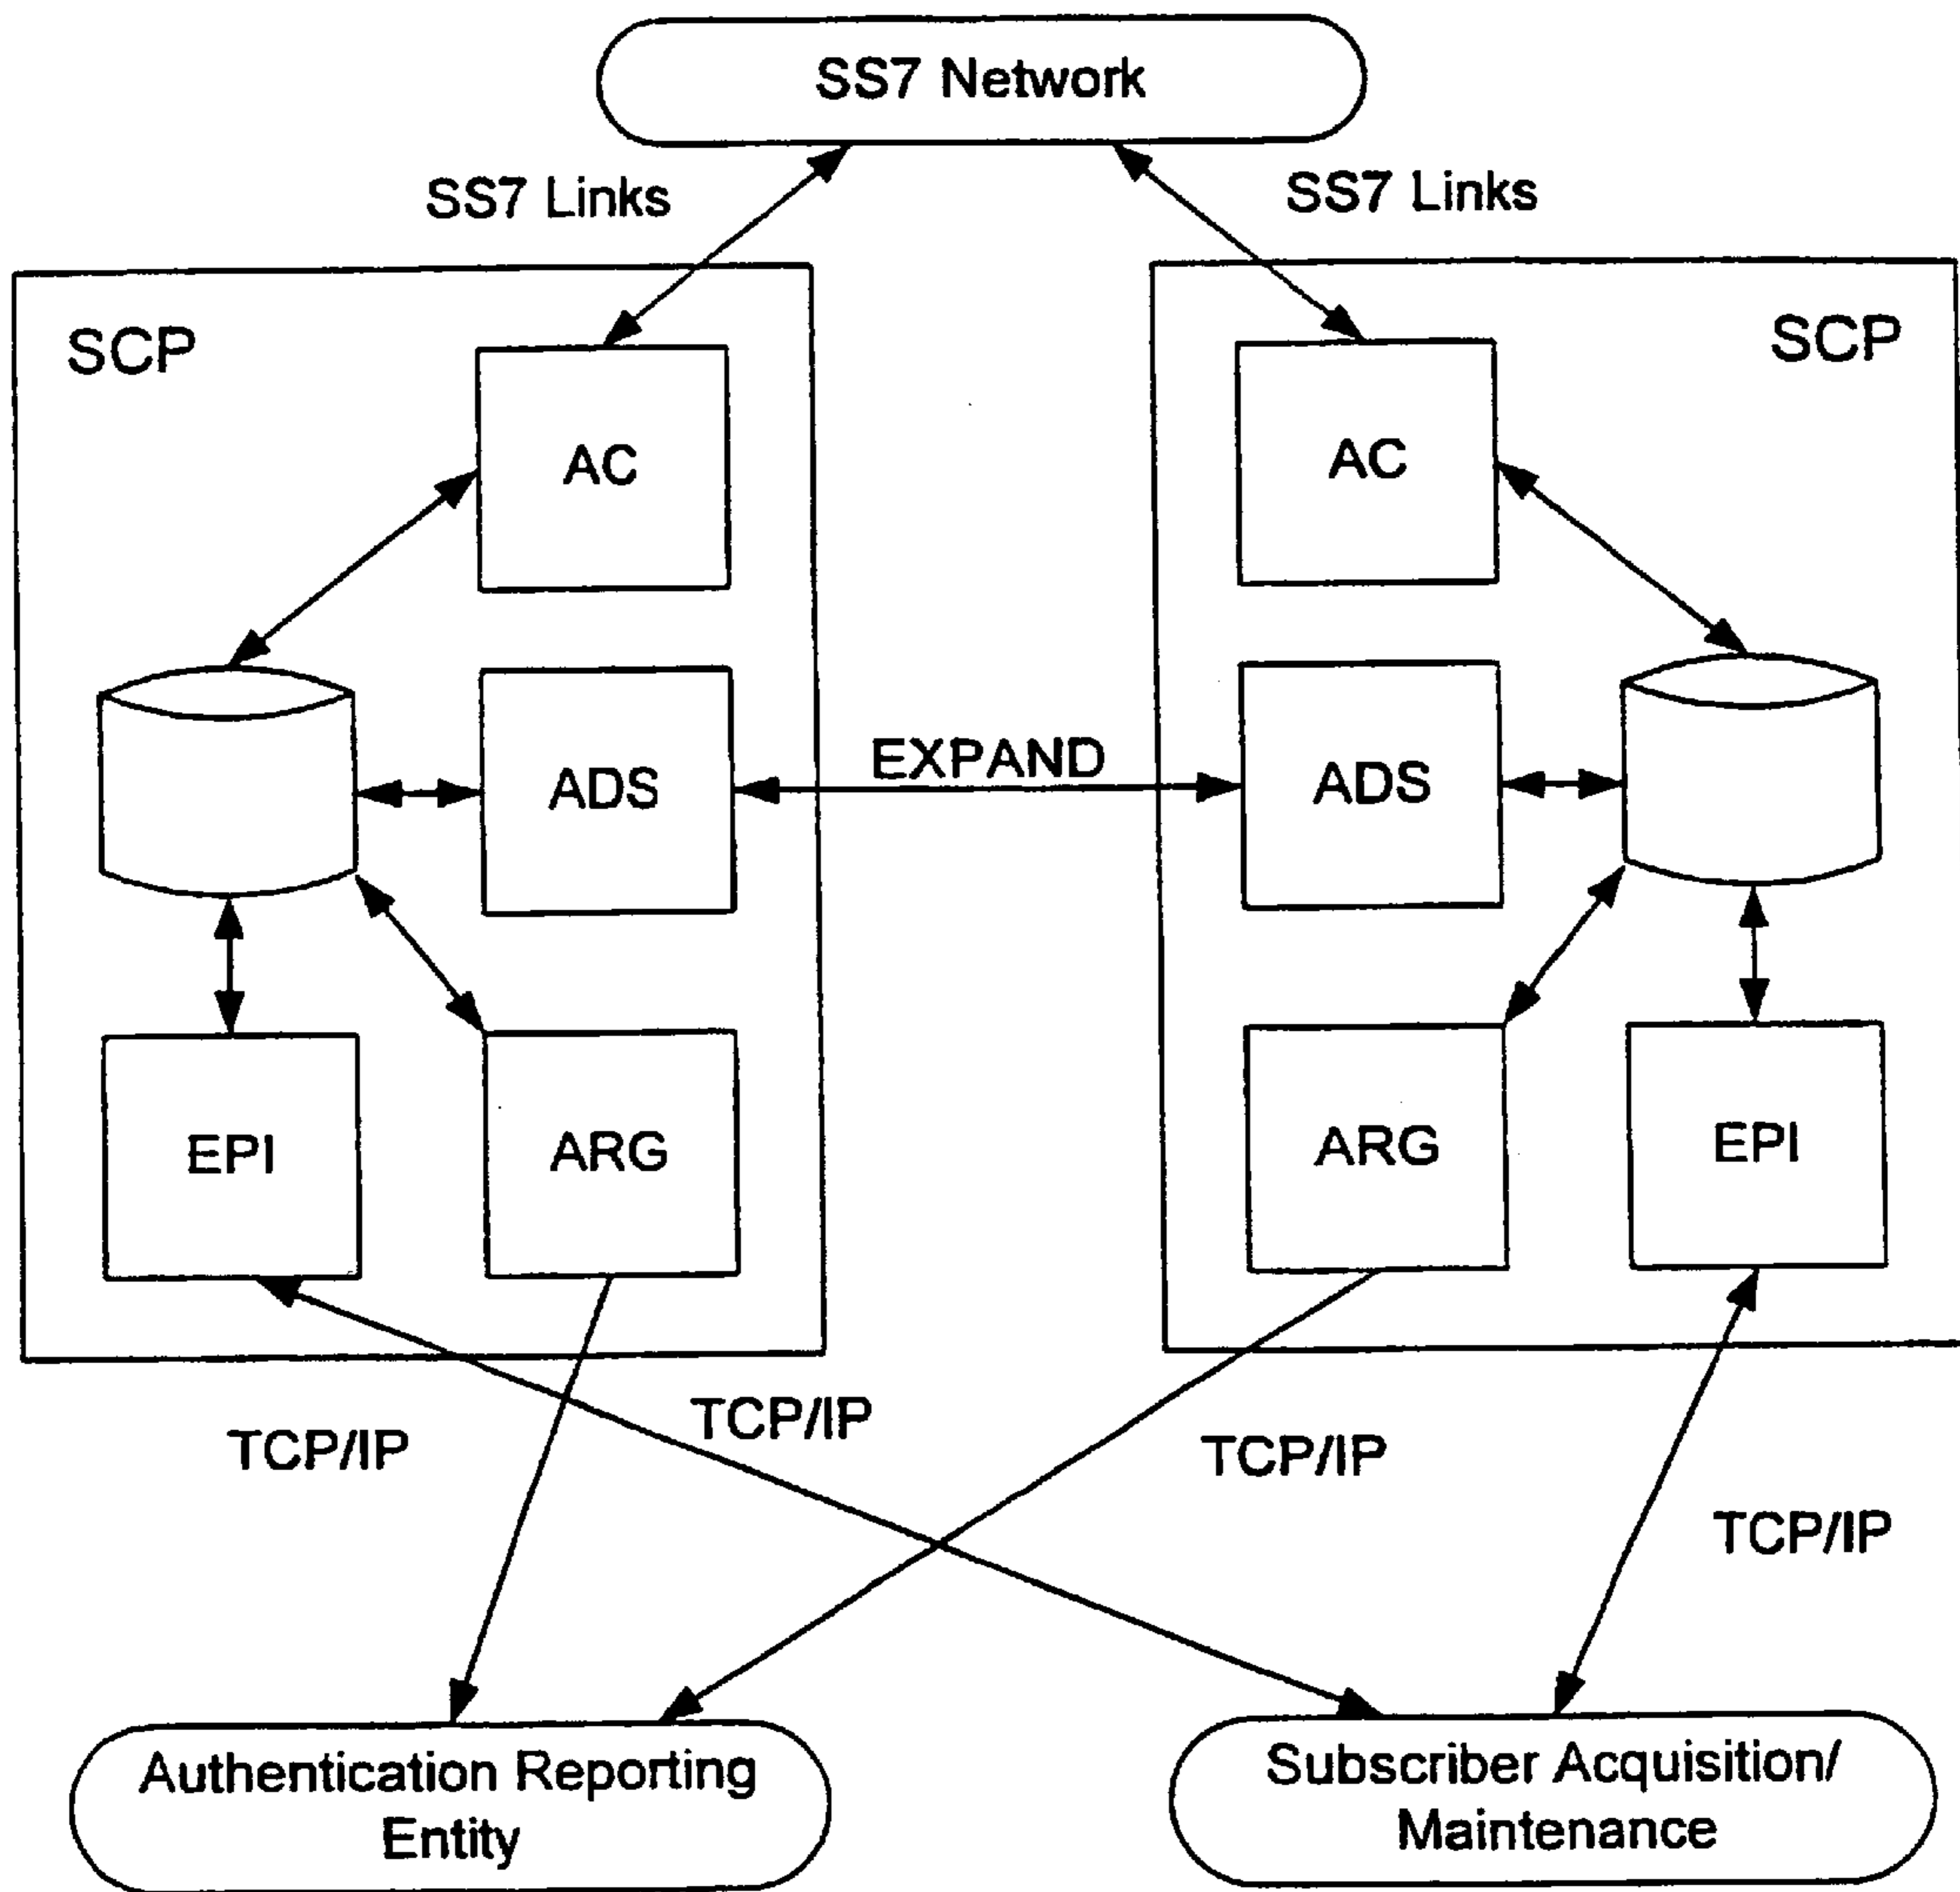 SS7 Network
SS7 Links
SS7 Links
SCP
SCP
AC
AC
ADS
EXPAND
ADS
EPI
ARG
ARG
EPI
TCP/IP
TCP/IP
TCP/IP
TCP/IP
Authentication Reporting
Entity
Subscriber Acquisition/
Maintenance